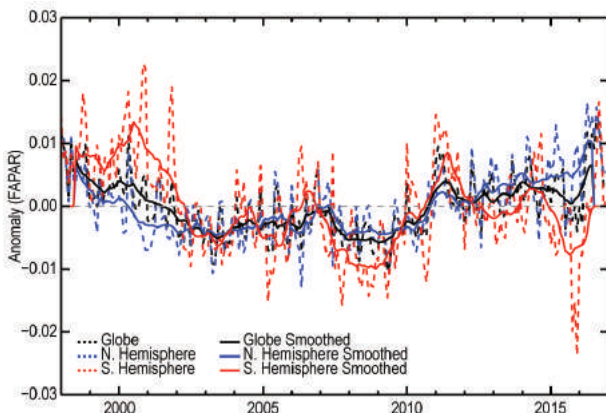 0.03
0.02
0.01
0.00
−0.01
−0.02
−0.03
Anomaly (FAPAR)
Globe
Globe Smoothed
N. Hemisphere
N. Hemisphere Smoothed
S. Hemisphere
S. Hemisphere Smoothed
2000
2005
2010
2015